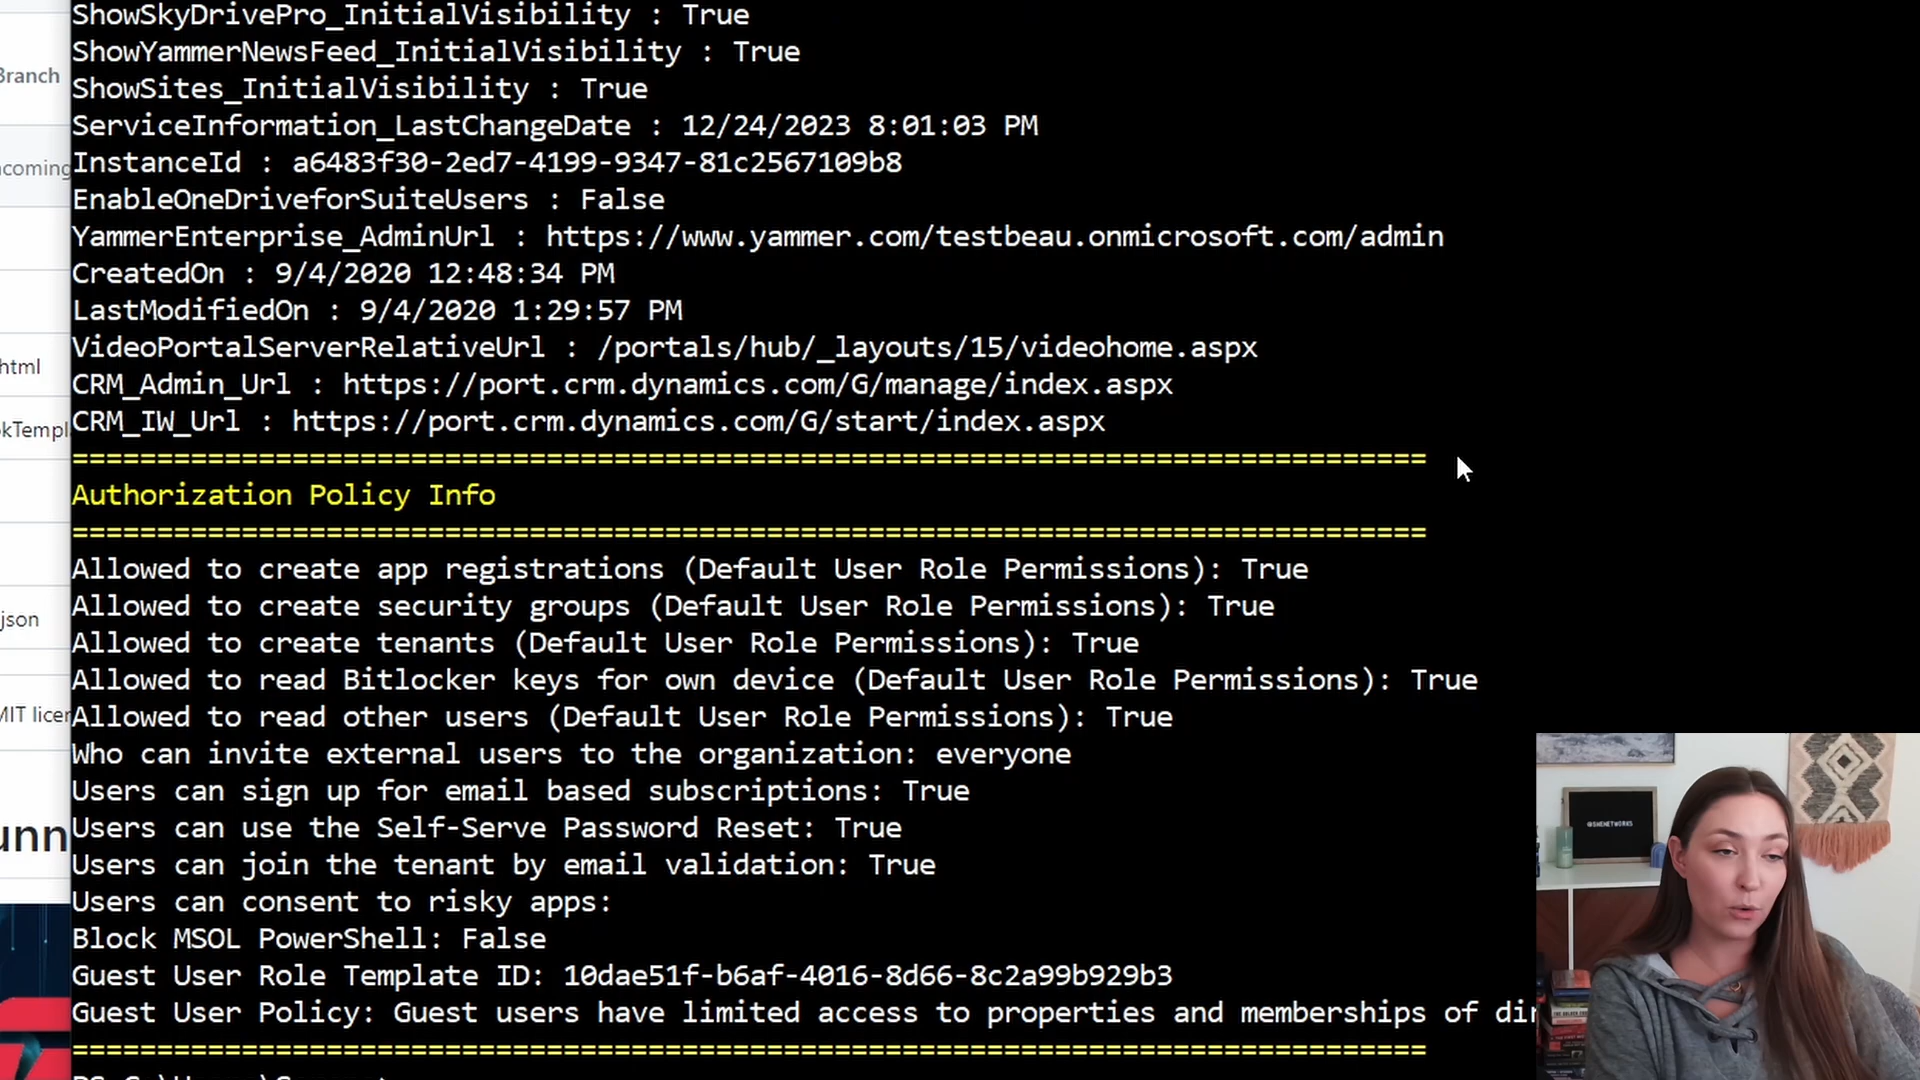 ShowSkyDrivePro_InitialVisibility : True
ShowYammerNewsFeed_InitialVisibility : True
Branch
ShowSites_InitialVisibility : True
ServiceInformation_LastChangeDate : 12/24/2023 8:01:03 PM
ncoming
InstanceId : a6483f30-2ed7-4199-9347-81c2567109b8
EnableOneDriveforSuiteUsers : False
YammerEnterprise_AdminUrl : https://www.yammer.com/testbeau.onmicrosoft.com/admin
CreatedOn : 9/4/2020 12:48:34 PM
LastModifiedOn : 9/4/2020 1:29:57 PM
VideoPortalServerRelativeUrl : /portals/hub/_layouts/15/videohome.aspx
html
CRM_Admin_Url : https://port.crm.dynamics.com/G/manage/index.aspx
CRM_IW_Url : https://port.crm.dynamics.com/G/start/index.aspx
kTempl
================================================================================
Authorization Policy Info
================================================================================
Allowed to create app registrations (Default User Role Permissions): True
Allowed to create security groups (Default User Role Permissions): True
json
Allowed to create tenants (Default User Role Permissions): True
Allowed to read Bitlocker keys for own device (Default User Role Permissions): True
Allowed to read other users (Default User Role Permissions): True
MIT licen
Who can invite external users to the organization: everyone
Users can sign up for email based subscriptions: True
Users can use the Self-Serve Password Reset: True
unn
Users can join the tenant by email validation: True
Users can consent to risky apps:
Block MSOL PowerShell: False
Guest User Role Template ID: 10dae51f-b6af-4016-8d66-8c2a99b929b3
Guest User Policy: Guest users have limited access to properties and memberships of dir
================================================================================
@SHENETWORKS